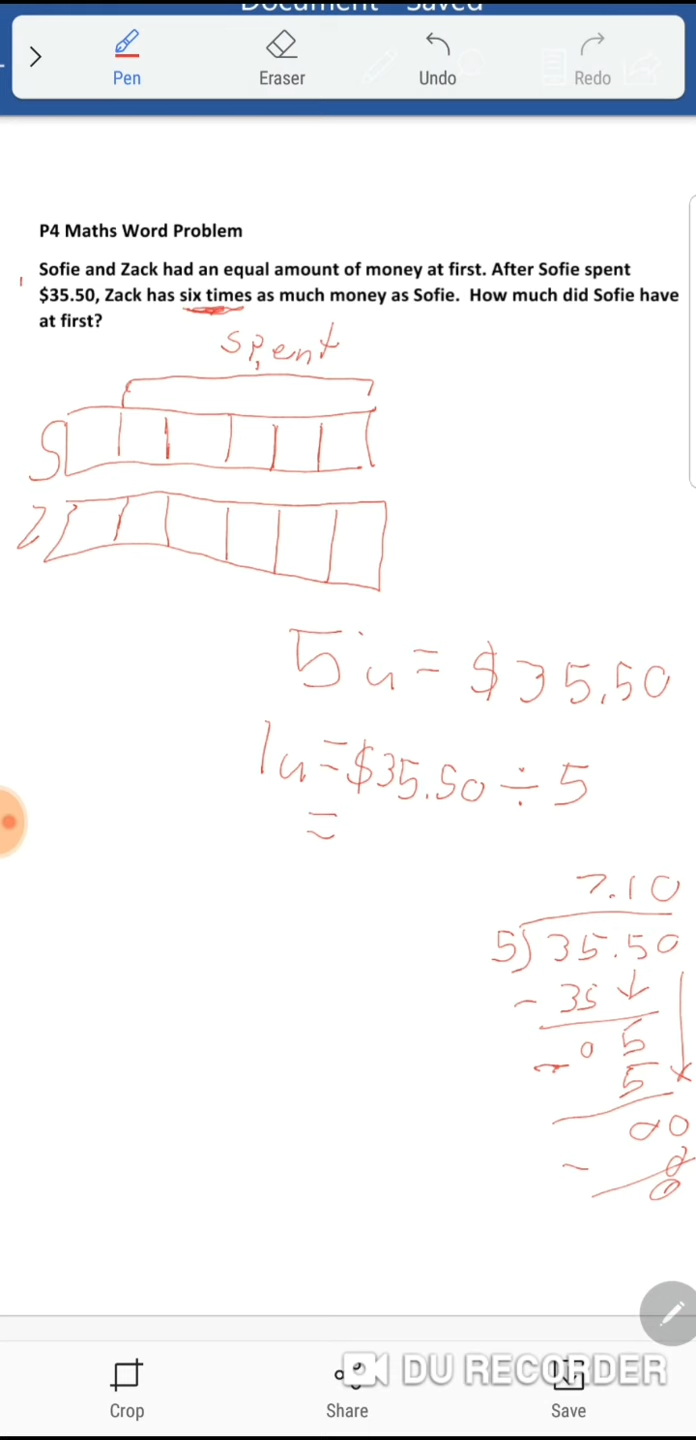 Document - Saved
Pen
Eraser
Undo
Redo
P4 Maths Word Problem
Sofie and Zack had an equal amount of money at first. After Sofie spent
$35.50, Zack has six times as much money as Sofie. How much did Sofie have
at first?
spent
S
Z
5u = $35.50
1u = $35.50 ÷ 5
=
7.10
5)35.50
- 35
05
- 5
00
- 0
0
DU RECORDER
Crop
Share
Save